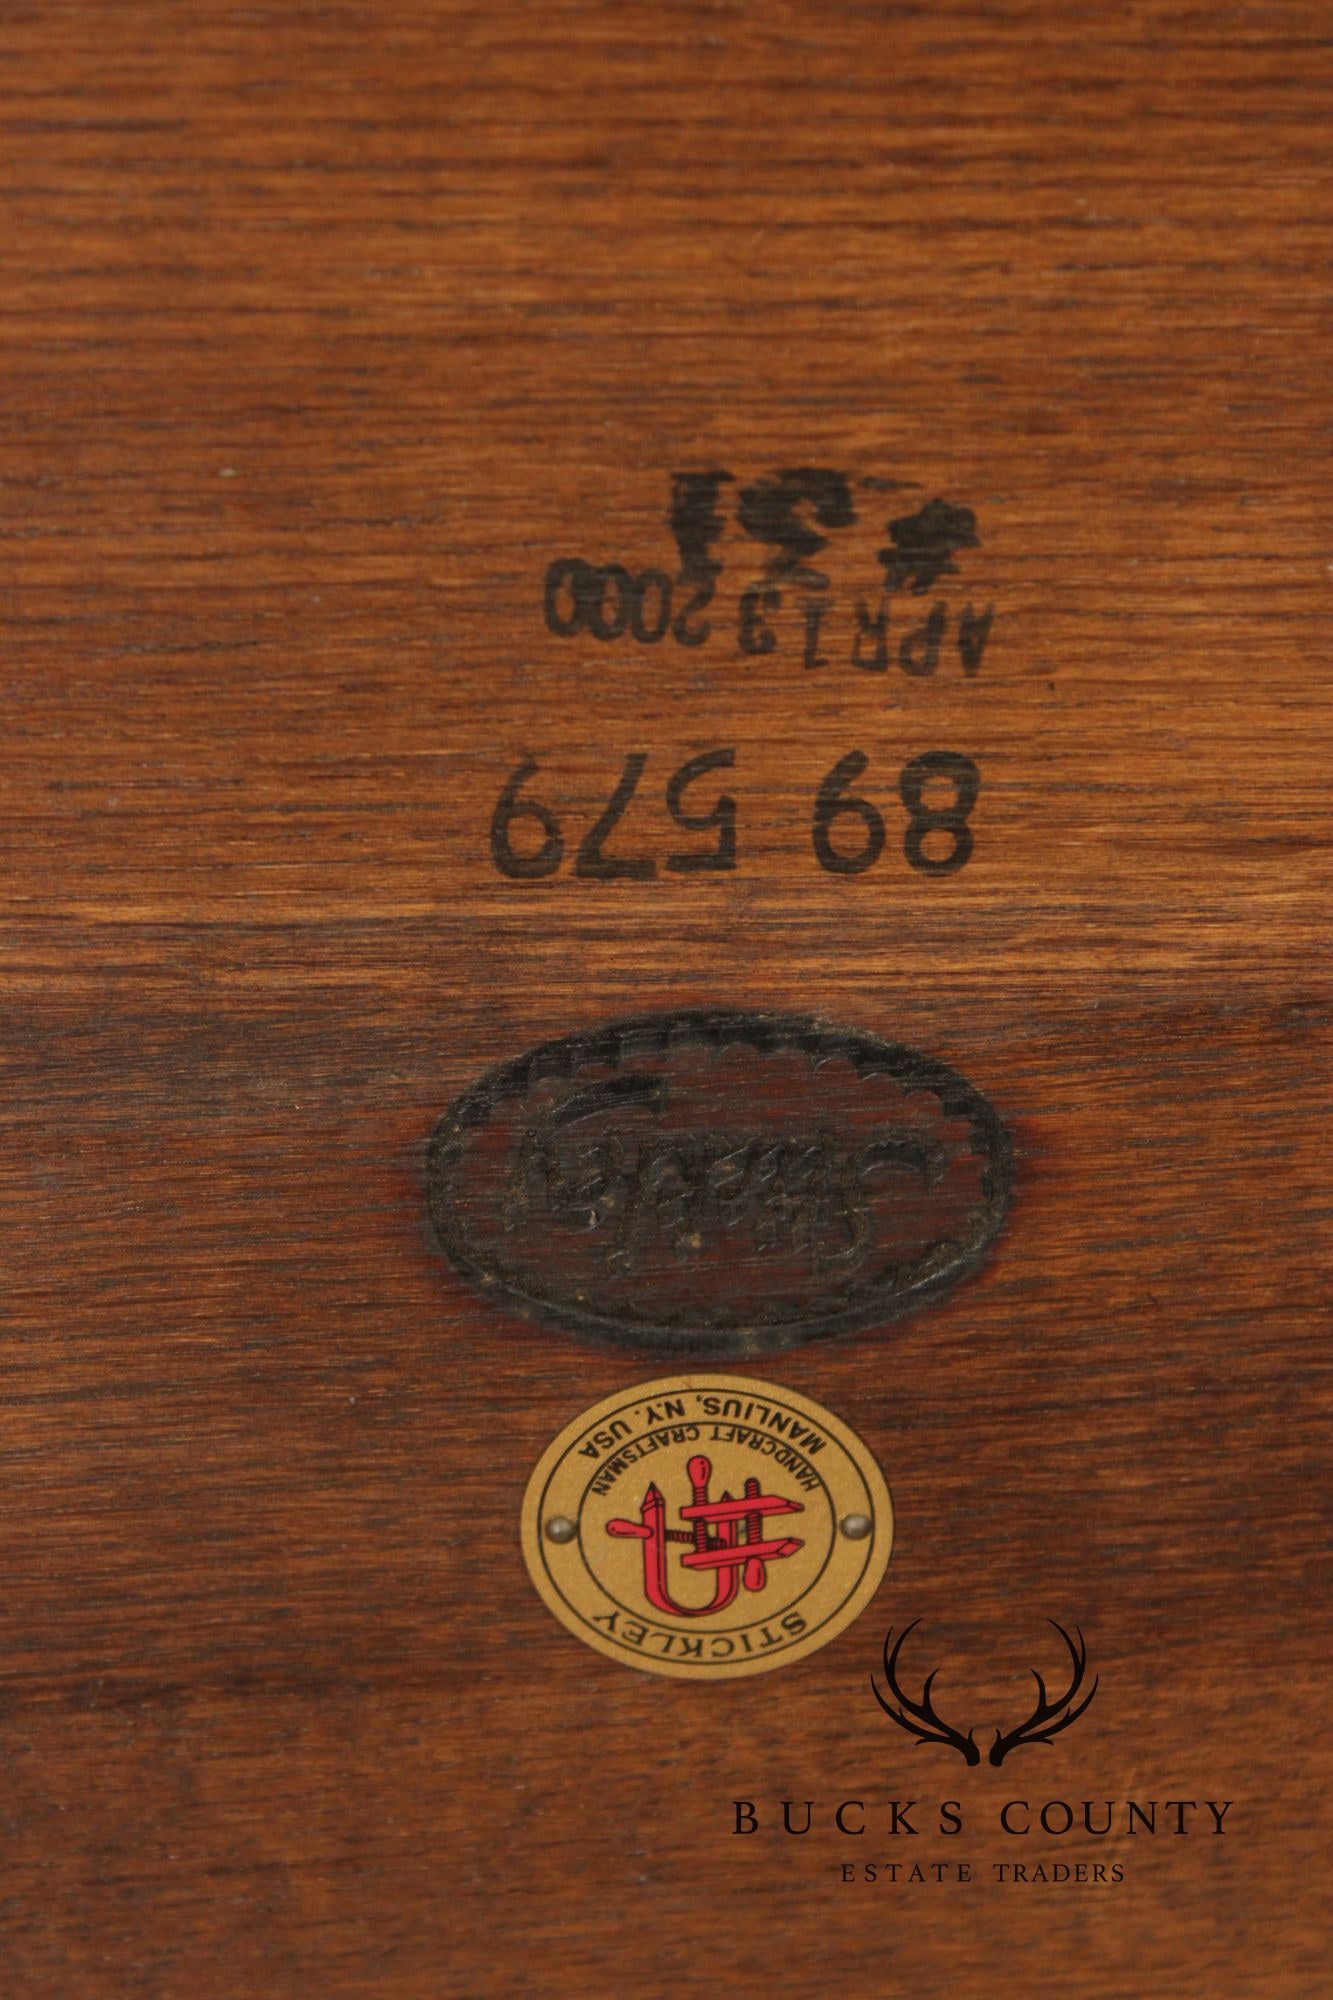 STICKLEY
HANDCRAFT CRAFTSMAN
MANLIUS, N.Y. USA
Stickley
89 579
APR 13 2000
# 31
BUCKS COUNTY
ESTATE TRADERS